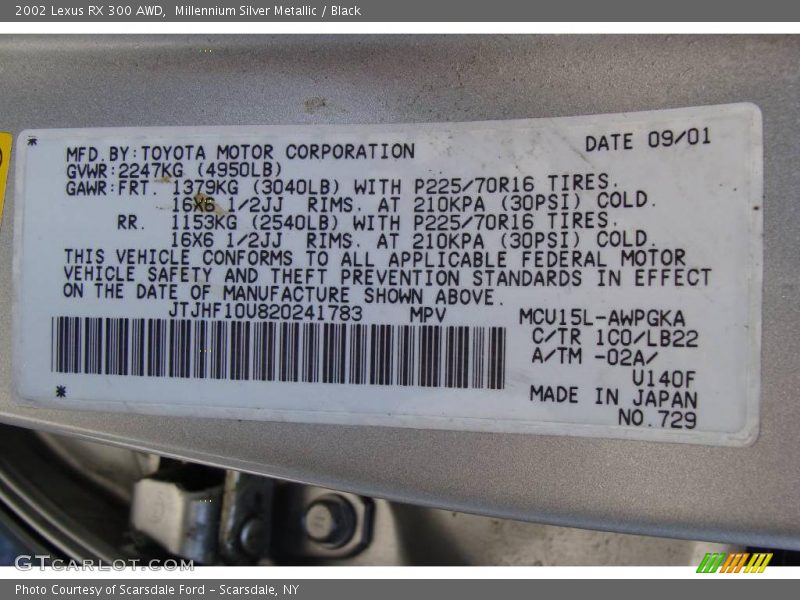 2002 Lexus RX 300 AWD,  Millennium Silver Metallic / Black
DATE 09/01
MFD.BY:TOYOTA MOTOR CORPORATION
GVWR:2247KG (4950LB)
GAWR:FRT. 1379KG (3040LB) WITH P225/70R16 TIRES.
16X6 1/2JJ RIMS. AT 210KPA (30PSI) COLD.
RR. 1153KG (2540LB) WITH P225/70R16 TIRES.
16X6 1/2JJ RIMS. AT 210KPA (30PSI) COLD.
THIS VEHICLE CONFORMS TO ALL APPLICABLE FEDERAL MOTOR
VEHICLE SAFETY AND THEFT PREVENTION STANDARDS IN EFFECT
ON THE DATE OF MANUFACTURE SHOWN ABOVE.
JTJHF10U820241783 MPV
MCU15L-AWPGKA
C/TR 1C0/LB22
A/TM -02A/
U140F
MADE IN JAPAN
NO.729
GTcarlot.com
Photo Courtesy of Scarsdale Ford - Scarsdale, NY